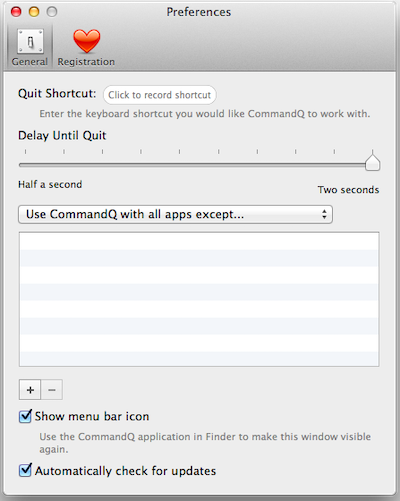 Preferences
General
Registration
Quit Shortcut:
Click to record shortcut
Enter the keyboard shortcut you would like CommandQ to work with.
Delay Until Quit
Half a second
Two seconds
Use CommandQ with all apps except...
+
−
Show menu bar icon
Use the CommandQ application in Finder to make this window visible
again.
Automatically check for updates